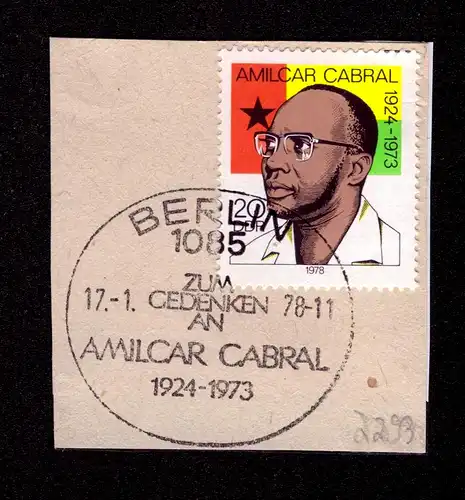 AMILCAR CABRAL
1924-1973
20
DDR
1978
BERLIN
1085
ZUM
17.-1. GEDENKEN 78-11
AN
AMILCAR CABRAL
1924-1973
2293